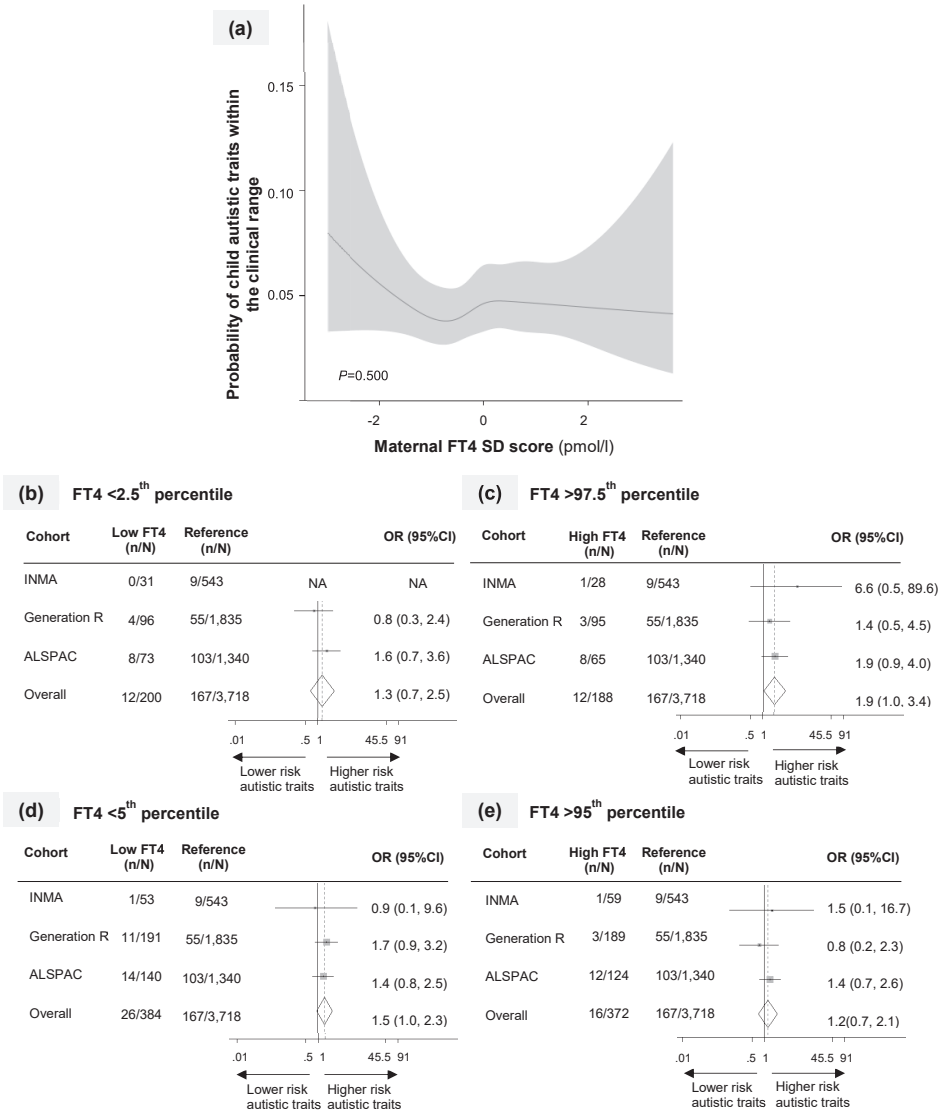 (a)
Probability of child autistic traits within
the clinical range
0.15
0.10
0.05
P=0.500
-2 0 2
Maternal FT4 SD score (pmol/l)
(b) FT4 <2.5th percentile
Cohort Low FT4 (n/N) Reference (n/N) OR (95%CI)
INMA 0/31 9/543 NA NA
Generation R 4/96 55/1,835 0.8 (0.3, 2.4)
ALSPAC 8/73 103/1,340 1.6 (0.7, 3.6)
Overall 12/200 167/3,718 1.3 (0.7, 2.5)
.01 .5 1 45.5 91
Lower risk autistic traits Higher risk autistic traits
(c) FT4 >97.5th percentile
Cohort High FT4 (n/N) Reference (n/N) OR (95%CI)
INMA 1/28 9/543 6.6 (0.5, 89.6)
Generation R 3/95 55/1,835 1.4 (0.5, 4.5)
ALSPAC 8/65 103/1,340 1.9 (0.9, 4.0)
Overall 12/188 167/3,718 1.9 (1.0, 3.4)
.01 .5 1 45.5 91
Lower risk autistic traits Higher risk autistic traits
(d) FT4 <5th percentile
Cohort Low FT4 (n/N) Reference (n/N) OR (95%CI)
INMA 1/53 9/543 0.9 (0.1, 9.6)
Generation R 11/191 55/1,835 1.7 (0.9, 3.2)
ALSPAC 14/140 103/1,340 1.4 (0.8, 2.5)
Overall 26/384 167/3,718 1.5 (1.0, 2.3)
.01 .5 1 45.5 91
Lower risk autistic traits Higher risk autistic traits
(e) FT4 >95th percentile
Cohort High FT4 (n/N) Reference (n/N) OR (95%CI)
INMA 1/59 9/543 1.5 (0.1, 16.7)
Generation R 3/189 55/1,835 0.8 (0.2, 2.3)
ALSPAC 12/124 103/1,340 1.4 (0.7, 2.6)
Overall 16/372 167/3,718 1.2(0.7, 2.1)
.01 .5 1 45.5 91
Lower risk autistic traits Higher risk autistic traits